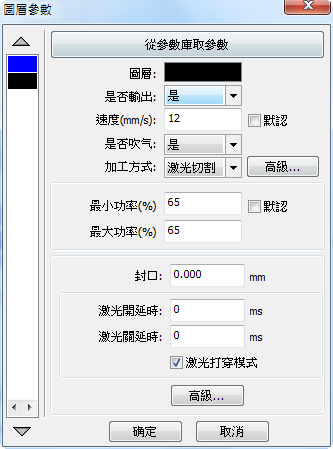 圖層參數
從參數庫取參數
圖層:
是否輸出: 是
速度(mm/s): 12 默認
是否吹气: 是
加工方式: 激光切割 高級...
最小功率(%) 65 默認
最大功率(%) 65
封口: 0.000 mm
激光開延時: 0 ms
激光關延時: 0 ms
激光打穿模式
高級...
确定 取消